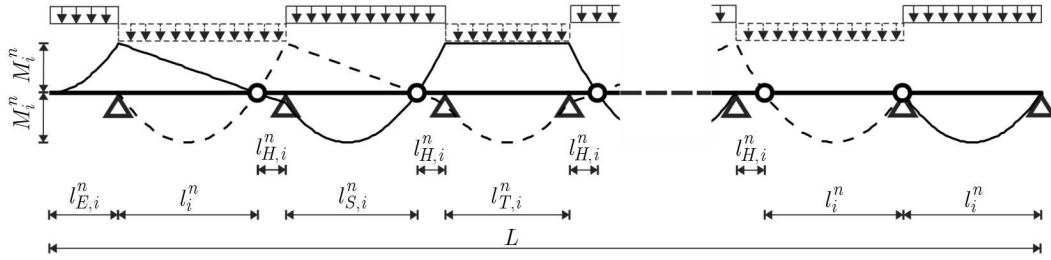 M_i^n
M_i^n
l_{H,i}^n l_{H,i}^n l_{H,i}^n l_{H,i}^n
l_{E,i}^n l_i^n l_{S,i}^n l_{T,i}^n l_i^n l_i^n
L